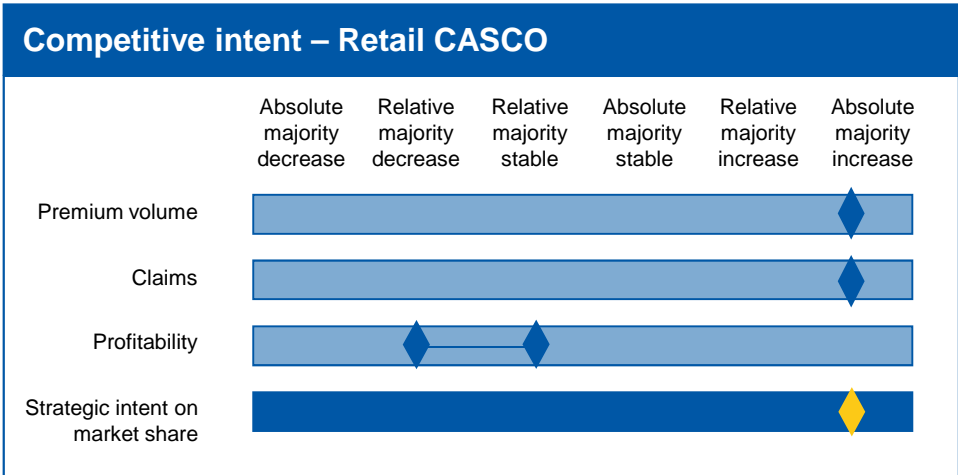 Competitive intent – Retail CASCO
Absolute majority decrease
Relative majority decrease
Relative majority stable
Absolute majority stable
Relative majority increase
Absolute majority increase
Premium volume
Claims
Profitability
Strategic intent on
market share